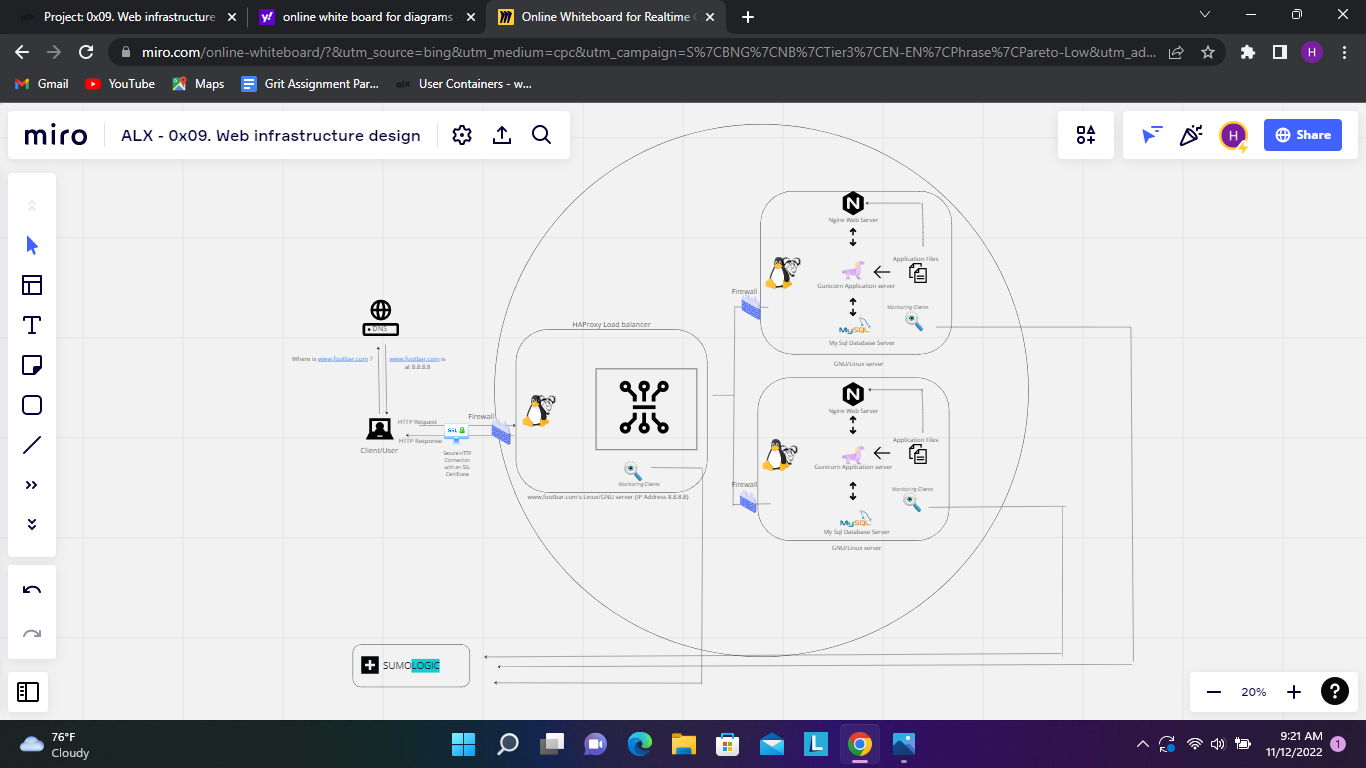 Project: 0x09. Web infrastructure
online white board for diagrams
Online Whiteboard for Realtime C
miro.com/online-whiteboard/?&utm_source=bing&utm_medium=cpc&utm_campaign=S%7CBNG%7CNB%7CTier3%7CEN-EN%7CPhrase%7CPareto-Low&utm_ad...
H
Gmail
YouTube
Maps
Grit Assignment Par...
User Containers - w...
miro
ALX - 0x09. Web infrastructure design
H
Share
Nginx Web Server
Application Files
Gunicorn Application server
Firewall
Monitoring Clients
MySQL
My Sql Database Server
GNU/Linux server
DNS
HAProxy Load balancer
Where is www.footbar.com ?
www.footbar.com is
at 8.8.8.8
Nginx Web Server
Firewall
HTTP Request
SSL
HTTP Response
Client/User
Secure HTTP
Connection
with an SSL
Certificate
Application Files
Gunicorn Application server
Monitoring Clients
www.footbar.com's Linux/GNU server (IP Address 8.8.8.8)
Firewall
Monitoring Clients
MySQL
My Sql Database Server
GNU/Linux server
SUMOLOGIC
20%
76°F
Cloudy
L
9:21 AM
11/12/2022
1